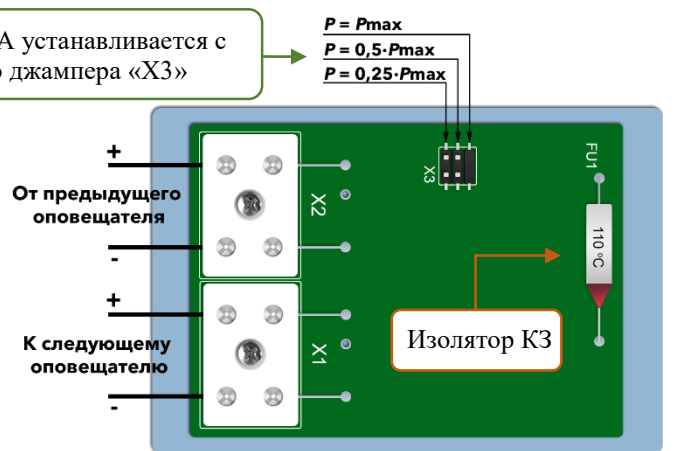 А устанавливается с
джампера «X3»
P = Pmax
P = 0,5·Pmax
P = 0,25·Pmax
+
От предыдущего
оповещателя
-
+
К следующему
оповещателю
-
X2
X1
X3
FU1
110 °C
Изолятор КЗ